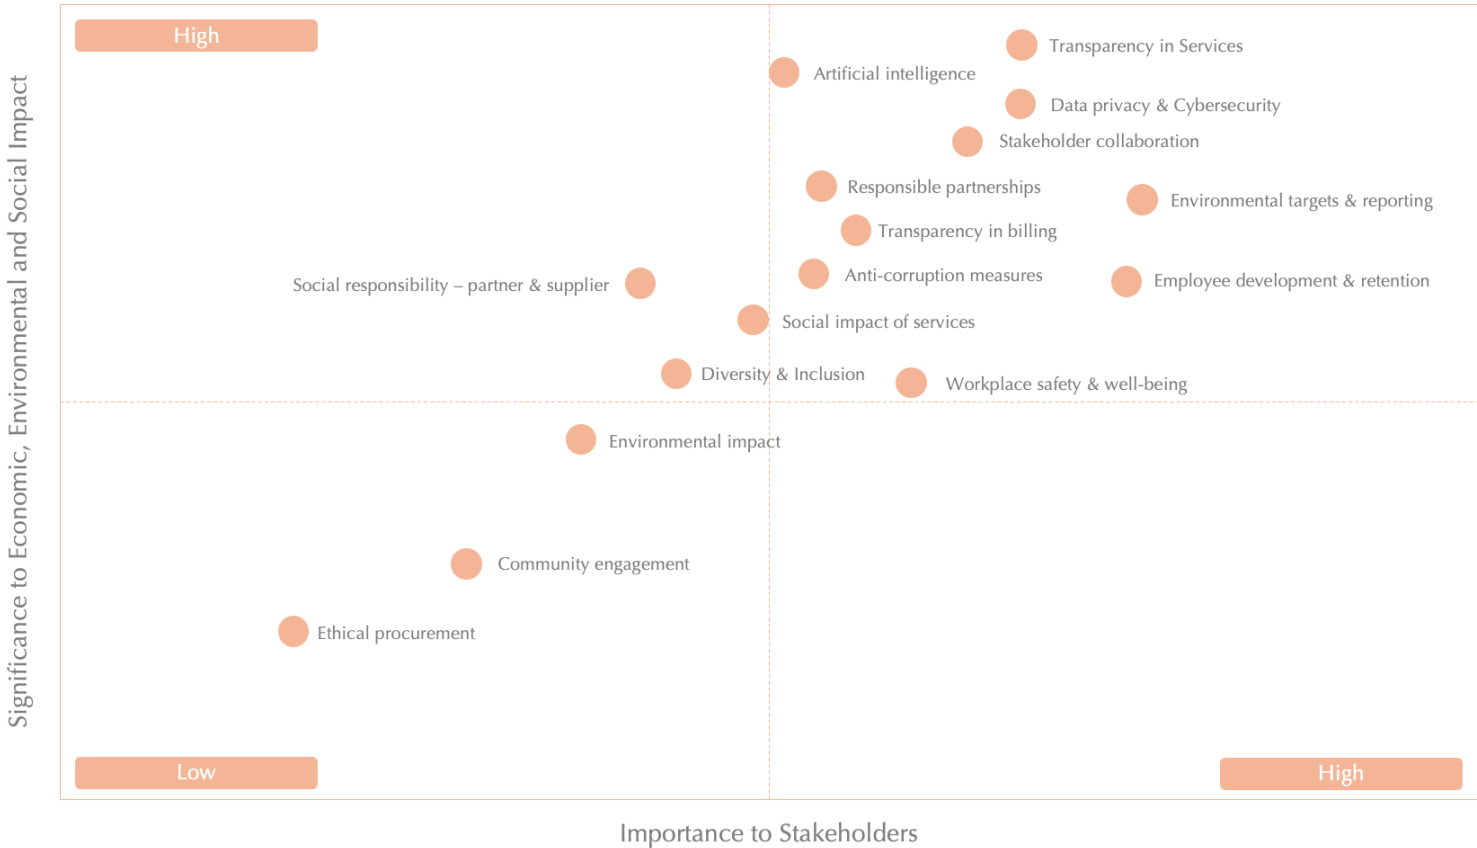 High
Transparency in Services
Artificial intelligence
Data privacy & Cybersecurity
Stakeholder collaboration
Responsible partnerships
Environmental targets & reporting
Transparency in billing
Anti-corruption measures
Employee development & retention
Social responsibility – partner & supplier
Social impact of services
Diversity & Inclusion
Workplace safety & well-being
Environmental impact
Community engagement
Ethical procurement
Low
High
Significance to Economic, Environmental and Social Impact
Importance to Stakeholders